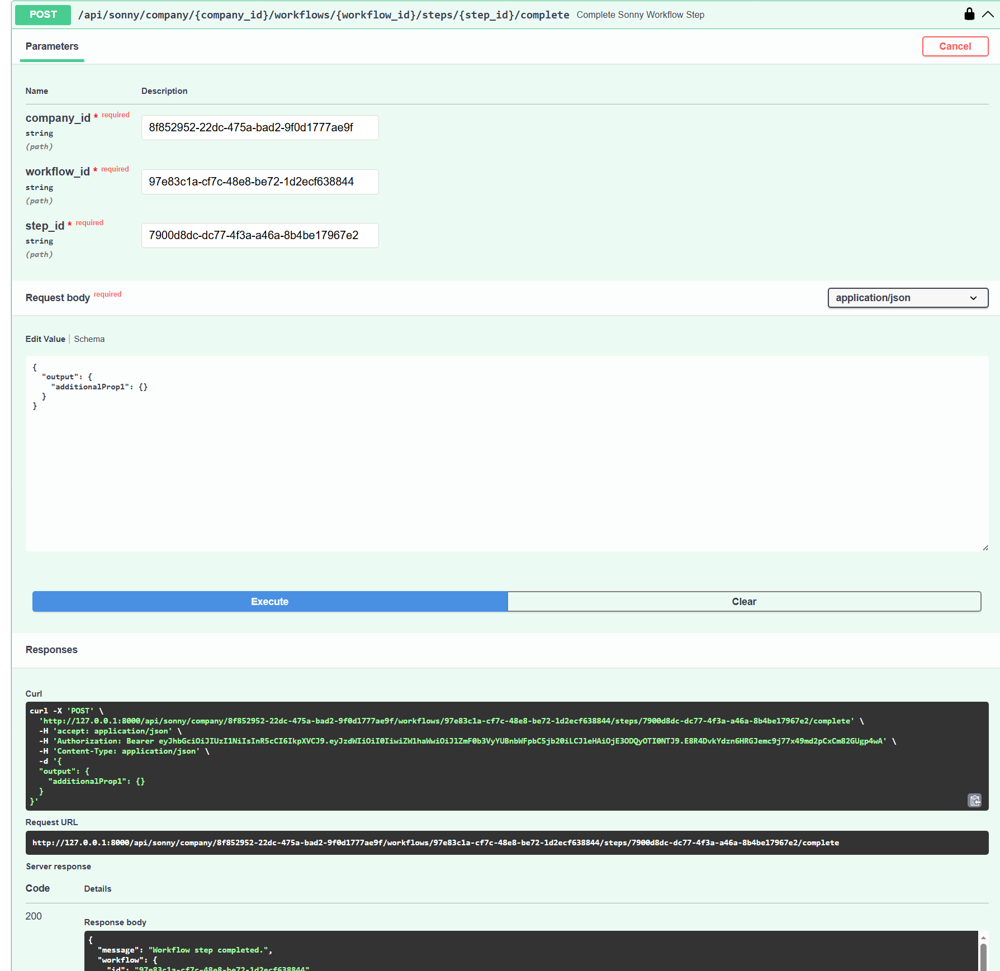 POST /api/sonny/company/{company_id}/workflows/{workflow_id}/steps/{step_id}/complete Complete Sonny Workflow Step
Parameters
Cancel
Name Description
company_id * required
string
(path)
8f852952-22dc-475a-bad2-9f0d1777ae9f
workflow_id * required
string
(path)
97e83c1a-cf7c-48e8-be72-1d2ecf638844
step_id * required
string
(path)
7900d8dc-dc77-4f3a-a46a-8b4be17967e2
Request body required
application/json
Edit Value | Schema
{
  "output": {
    "additionalProp1": {}
  }
}
Execute
Clear
Responses
Curl
curl -X 'POST' \
  'http://127.0.0.1:8000/api/sonny/company/8f852952-22dc-475a-bad2-9f0d1777ae9f/workflows/97e83c1a-cf7c-48e8-be72-1d2ecf638844/steps/7900d8dc-dc77-4f3a-a46a-8b4be17967e2/complete' \
  -H 'accept: application/json' \
  -H 'Authorization: Bearer eyJhbGciOiJIUzI1NiIsInR5cCI6IkpXVCJ9.eyJzdWIiOiI0IiwiZW1haWwiOiJlZmF0b3VyYUBnbWFpbC5jb20iLCJleHAiOjE3ODQyOTI0NTJ9.E8R4DvkYdzn6HRGJemc9j77x49md2pCxCm82GUgp4wA' \
  -H 'Content-Type: application/json' \
  -d '{
  "output": {
    "additionalProp1": {}
  }
}'
Request URL
http://127.0.0.1:8000/api/sonny/company/8f852952-22dc-475a-bad2-9f0d1777ae9f/workflows/97e83c1a-cf7c-48e8-be72-1d2ecf638844/steps/7900d8dc-dc77-4f3a-a46a-8b4be17967e2/complete
Server response
Code Details
200
Response body
{
  "message": "Workflow step completed.",
  "workflow": {
    "id": "97e83c1a-cf7c-48e8-be72-1d2ecf638844"